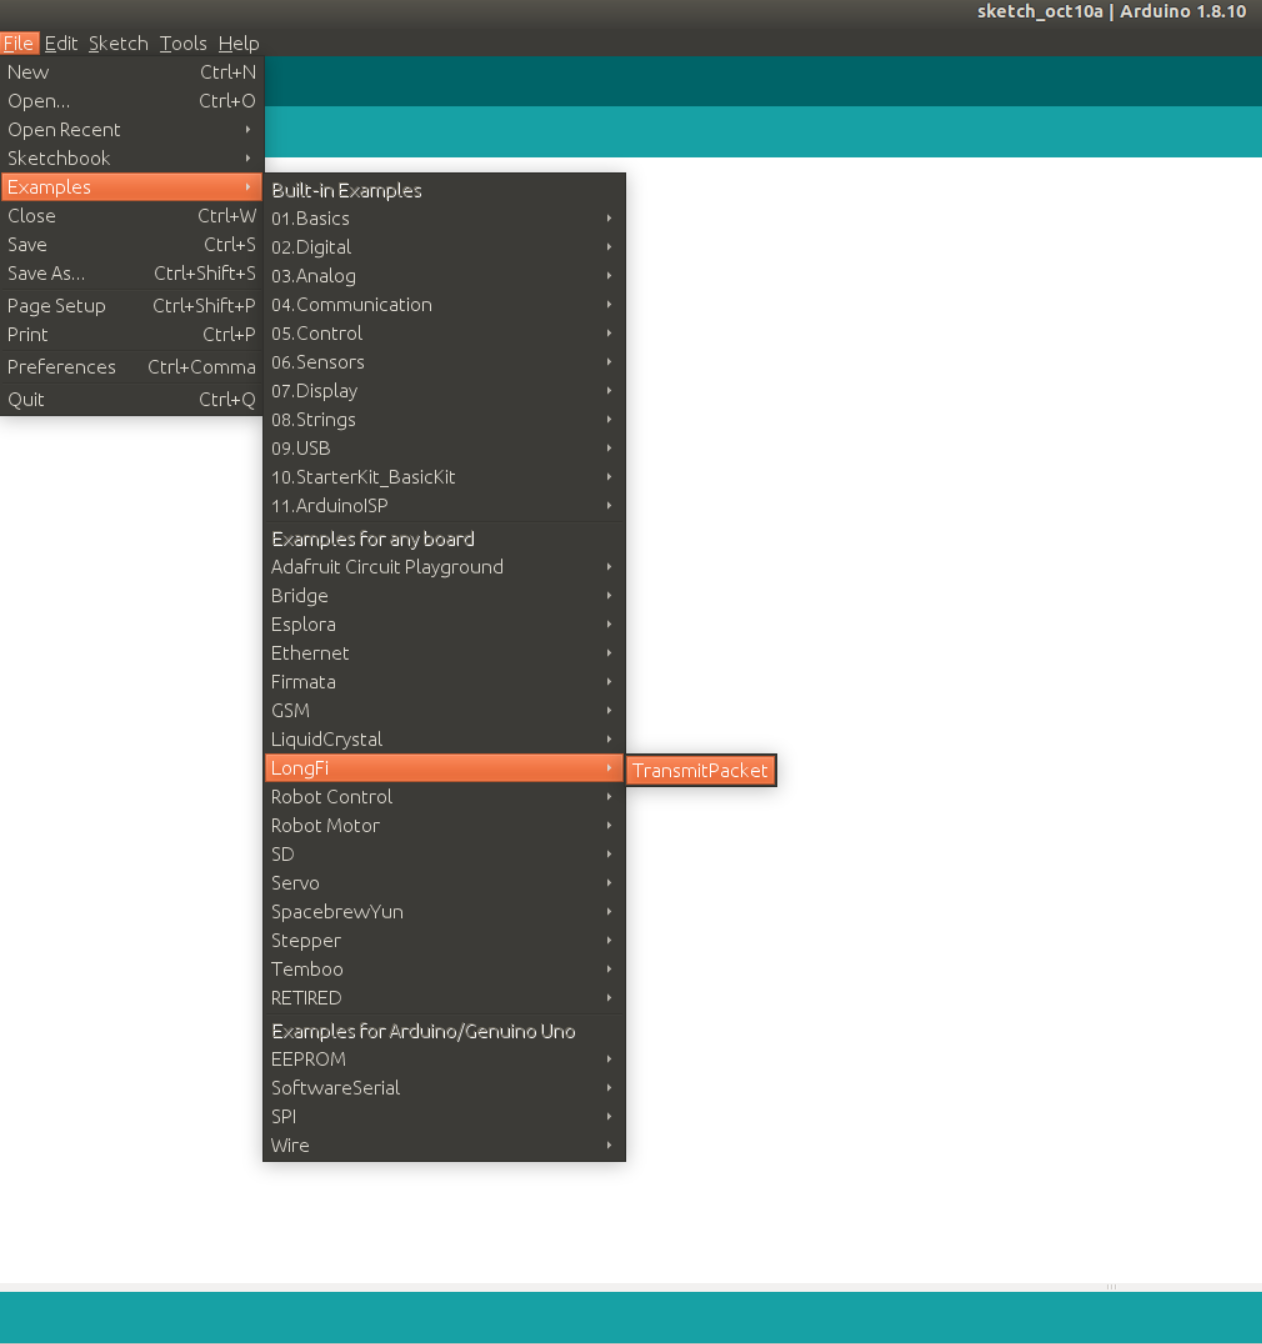 sketch_oct10a | Arduino 1.8.10
File Edit Sketch Tools Help
New Ctrl+N
Open... Ctrl+O
Open Recent
Sketchbook
Examples
Close Ctrl+W
Save Ctrl+S
Save As... Ctrl+Shift+S
Page Setup Ctrl+Shift+P
Print Ctrl+P
Preferences Ctrl+Comma
Quit Ctrl+Q
Built-in Examples
01.Basics
02.Digital
03.Analog
04.Communication
05.Control
06.Sensors
07.Display
08.Strings
09.USB
10.StarterKit_BasicKit
11.ArduinoISP
Examples for any board
Adafruit Circuit Playground
Bridge
Esplora
Ethernet
Firmata
GSM
LiquidCrystal
LongFi
TransmitPacket
Robot Control
Robot Motor
SD
Servo
SpacebrewYun
Stepper
Temboo
RETIRED
Examples for Arduino/Genuino Uno
EEPROM
SoftwareSerial
SPI
Wire